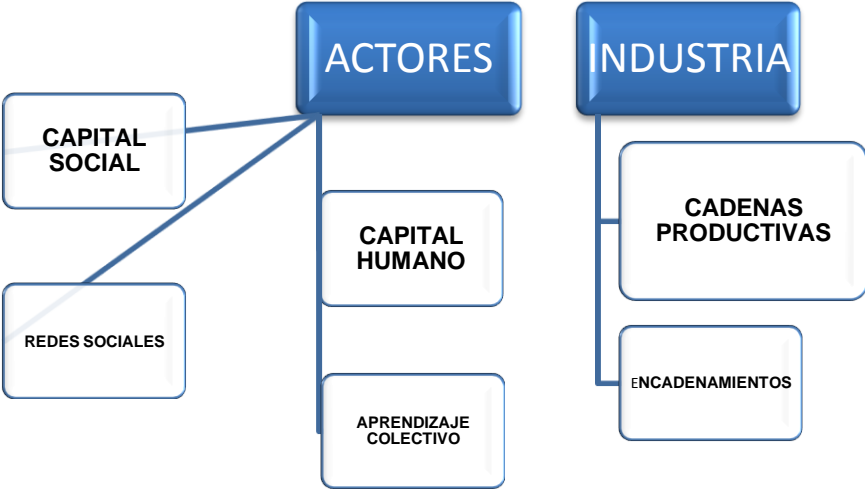 ACTORES
INDUSTRIA
CAPITAL
SOCIAL
CAPITAL
HUMANO
CADENAS
PRODUCTIVAS
REDES SOCIALES
ENCADENAMIENTOS
APRENDIZAJE
COLECTIVO